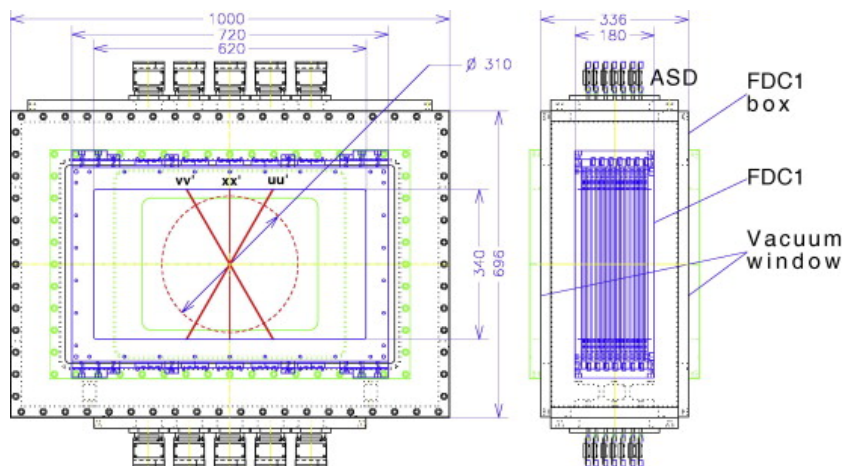 1000
720
620
Ø 310
vv'
xx'
uu'
340
696
336
180
ASD
FDC1
box
FDC1
Vacuum
window